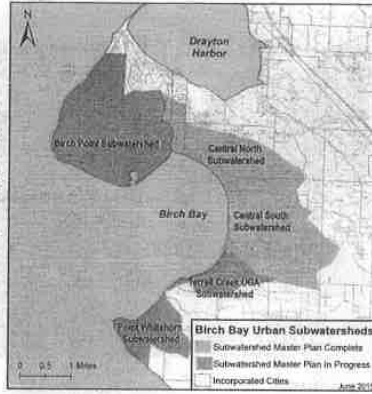 N
Drayton
Harbor
Birch Point Subwatershed
Central North
Subwatershed
Birch Bay
Central South
Subwatershed
Terrell Creek UGA
Subwatershed
Point Whitehorn
Subwatershed
Birch Bay Urban Subwatersheds
Subwatershed Master Plan Complete
Subwatershed Master Plan in Progress
Incorporated Cities
0 0.5 1 Miles
June 2015